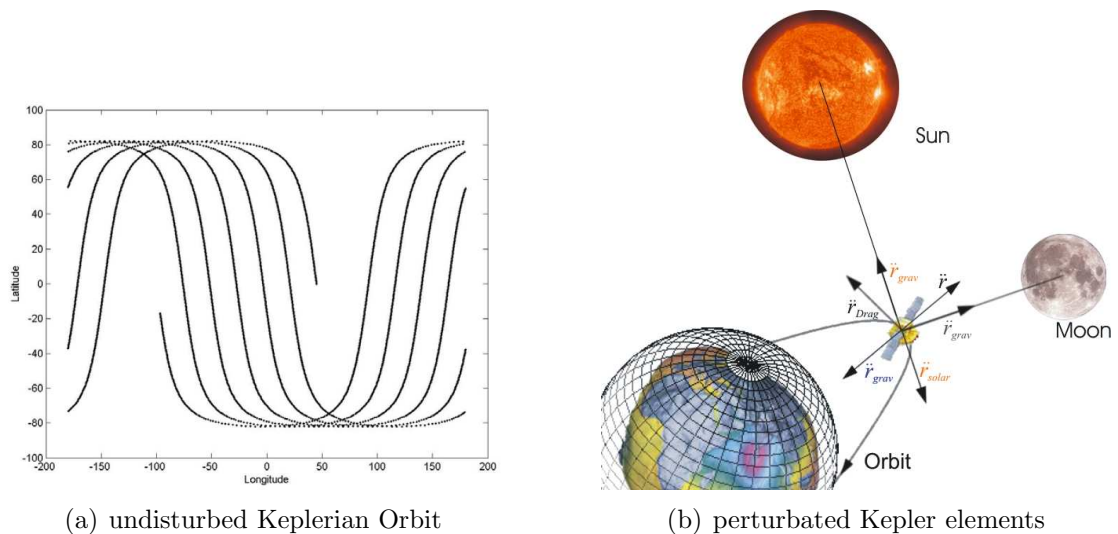 100
80
60
40
20
0
-20
-40
-60
-80
-100
-200 -150 -100 -50 0 50 100 150 200
Latitude
Longitude
(a) undisturbed Keplerian Orbit
Sun
Moon
r̈grav
r̈
r̈Drag
r̈grav
r̈grav
r̈solar
Orbit
(b) perturbated Kepler elements